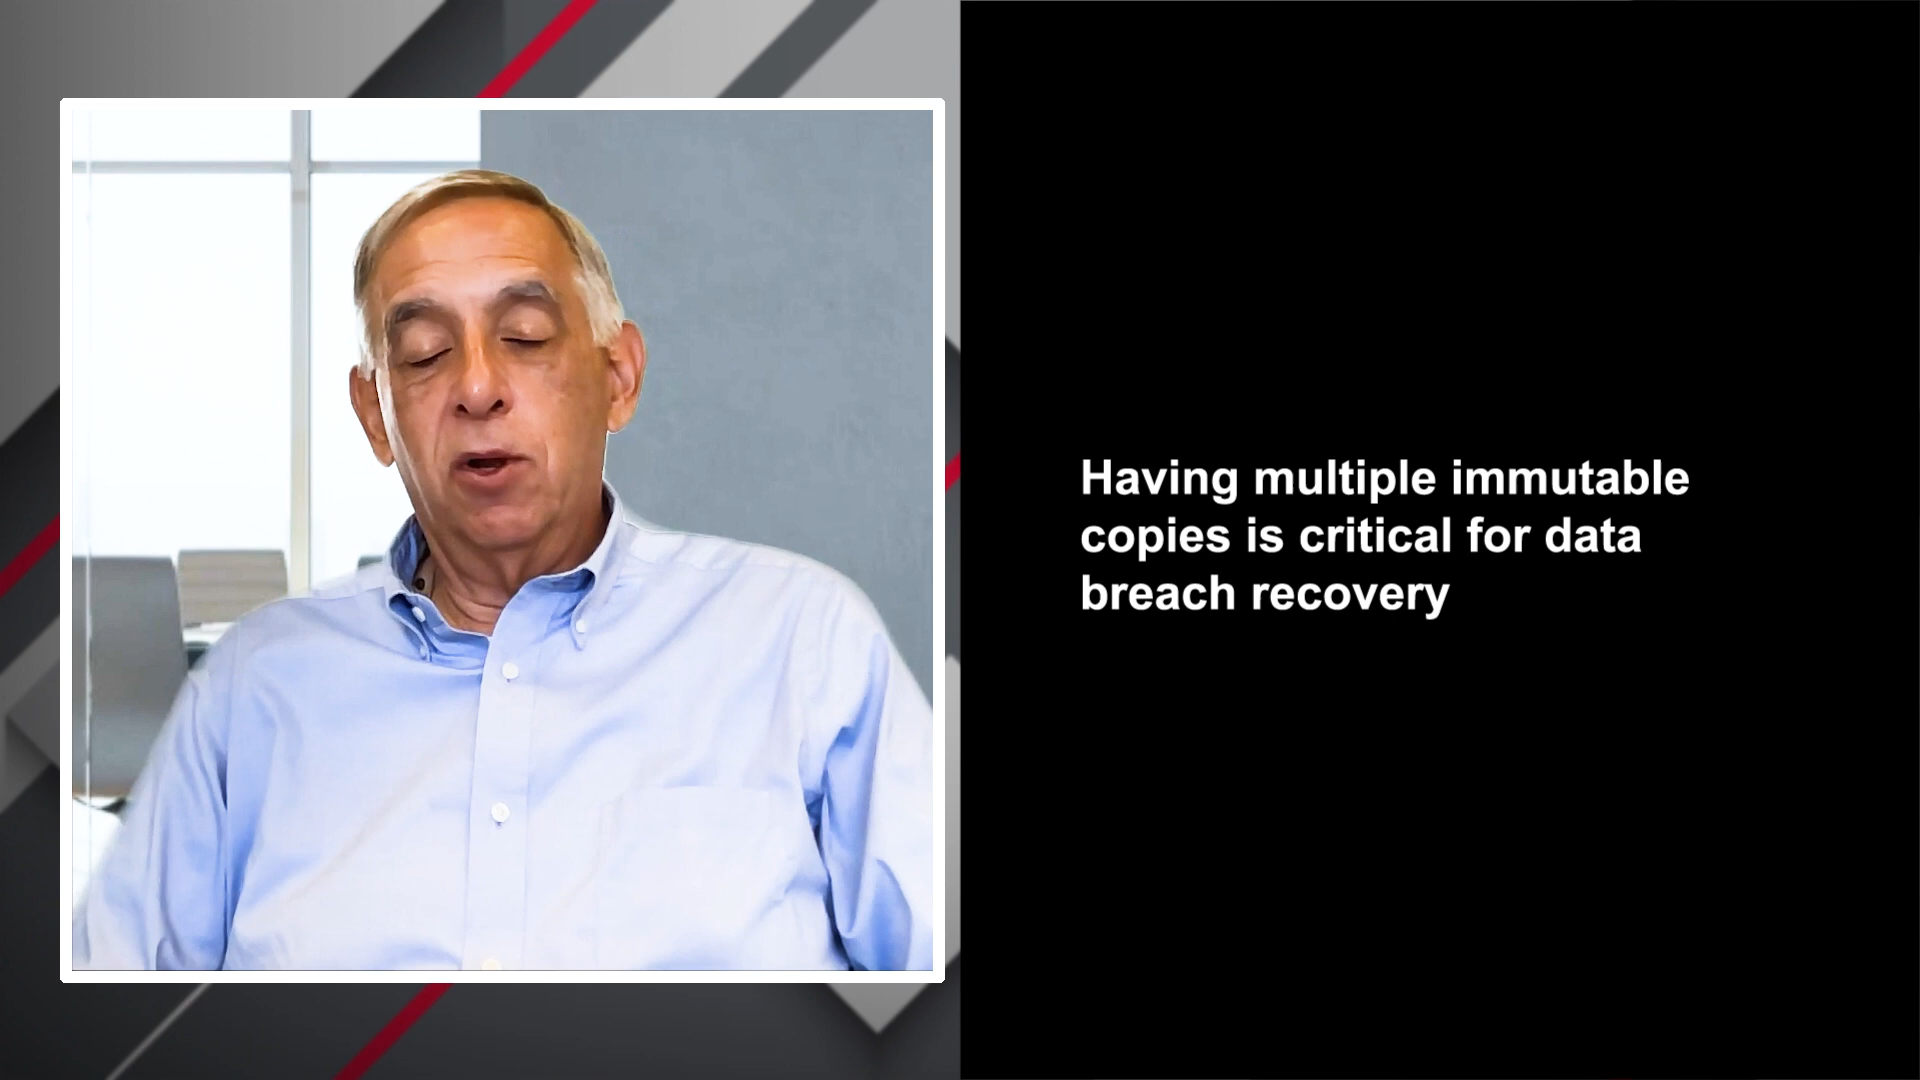 Having multiple immutable
copies is critical for data
breach recovery